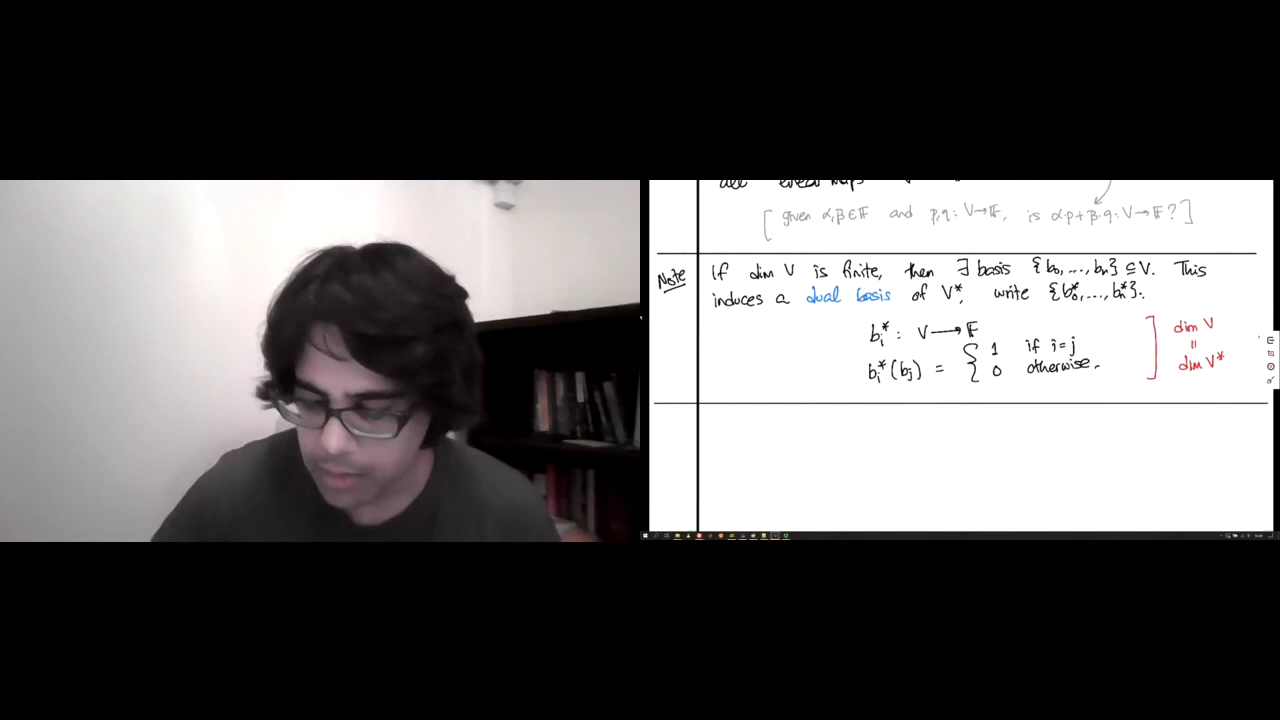 [given α, β ∈ 𝔽 and p, q : V→𝔽, is α·p + β·q : V→𝔽 ?]
Note If dim V is finite, then ∃ basis {b₀, ..., bₙ} ⊆ V. This
induces a dual basis of V*, write {b₀*, ..., bₙ*}.
bᵢ* : V → 𝔽
bᵢ*(bⱼ) = { 1 if i=j
0 otherwise.
] dim V
=
dim V*